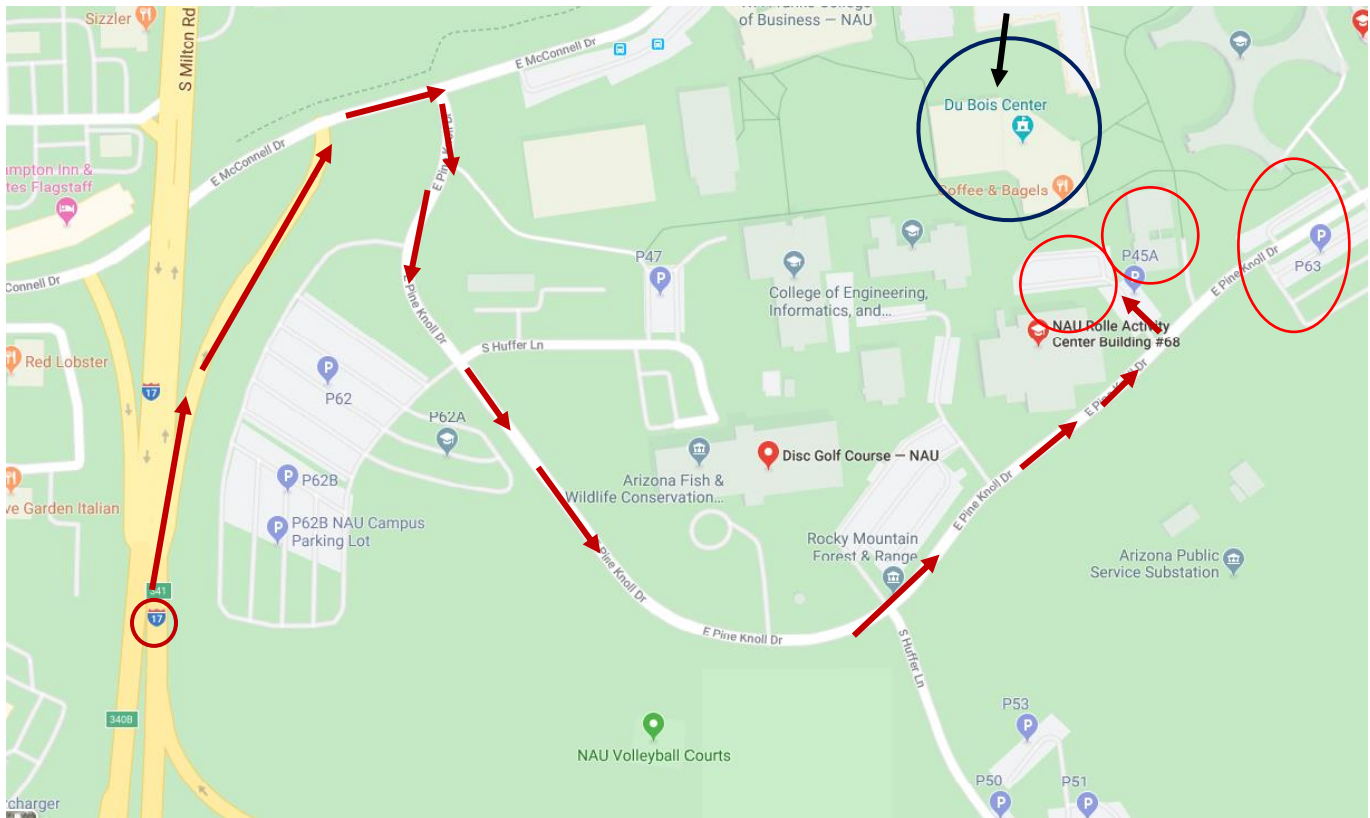 Sizzler
S Milton Rd
of Business — NAU
E McConnell Dr
Du Bois Center
E McConnell Dr
Hampton Inn &
Flagstaff
Coffee & Bagels
Connell Dr
P47
P45A
E Pine Knoll Dr
P63
E Pine Knoll Dr
College of Engineering,
Informatics, and...
NAU Rolle Activity
Center Building #68
S Huffer Ln
Red Lobster
17
P62
E Pine Knoll Dr
P62A
Disc Golf Course — NAU
P62B
Arizona Fish &
Wildlife Conservation...
E Pine Knoll Dr
Garden Italian
P62B NAU Campus
Parking Lot
Rocky Mountain
Forest & Range
Arizona Public
Service Substation
341
17
Pine Knoll Dr
E Pine Knoll Dr
S Huffer Ln
340B
P53
NAU Volleyball Courts
P50
P51
charger